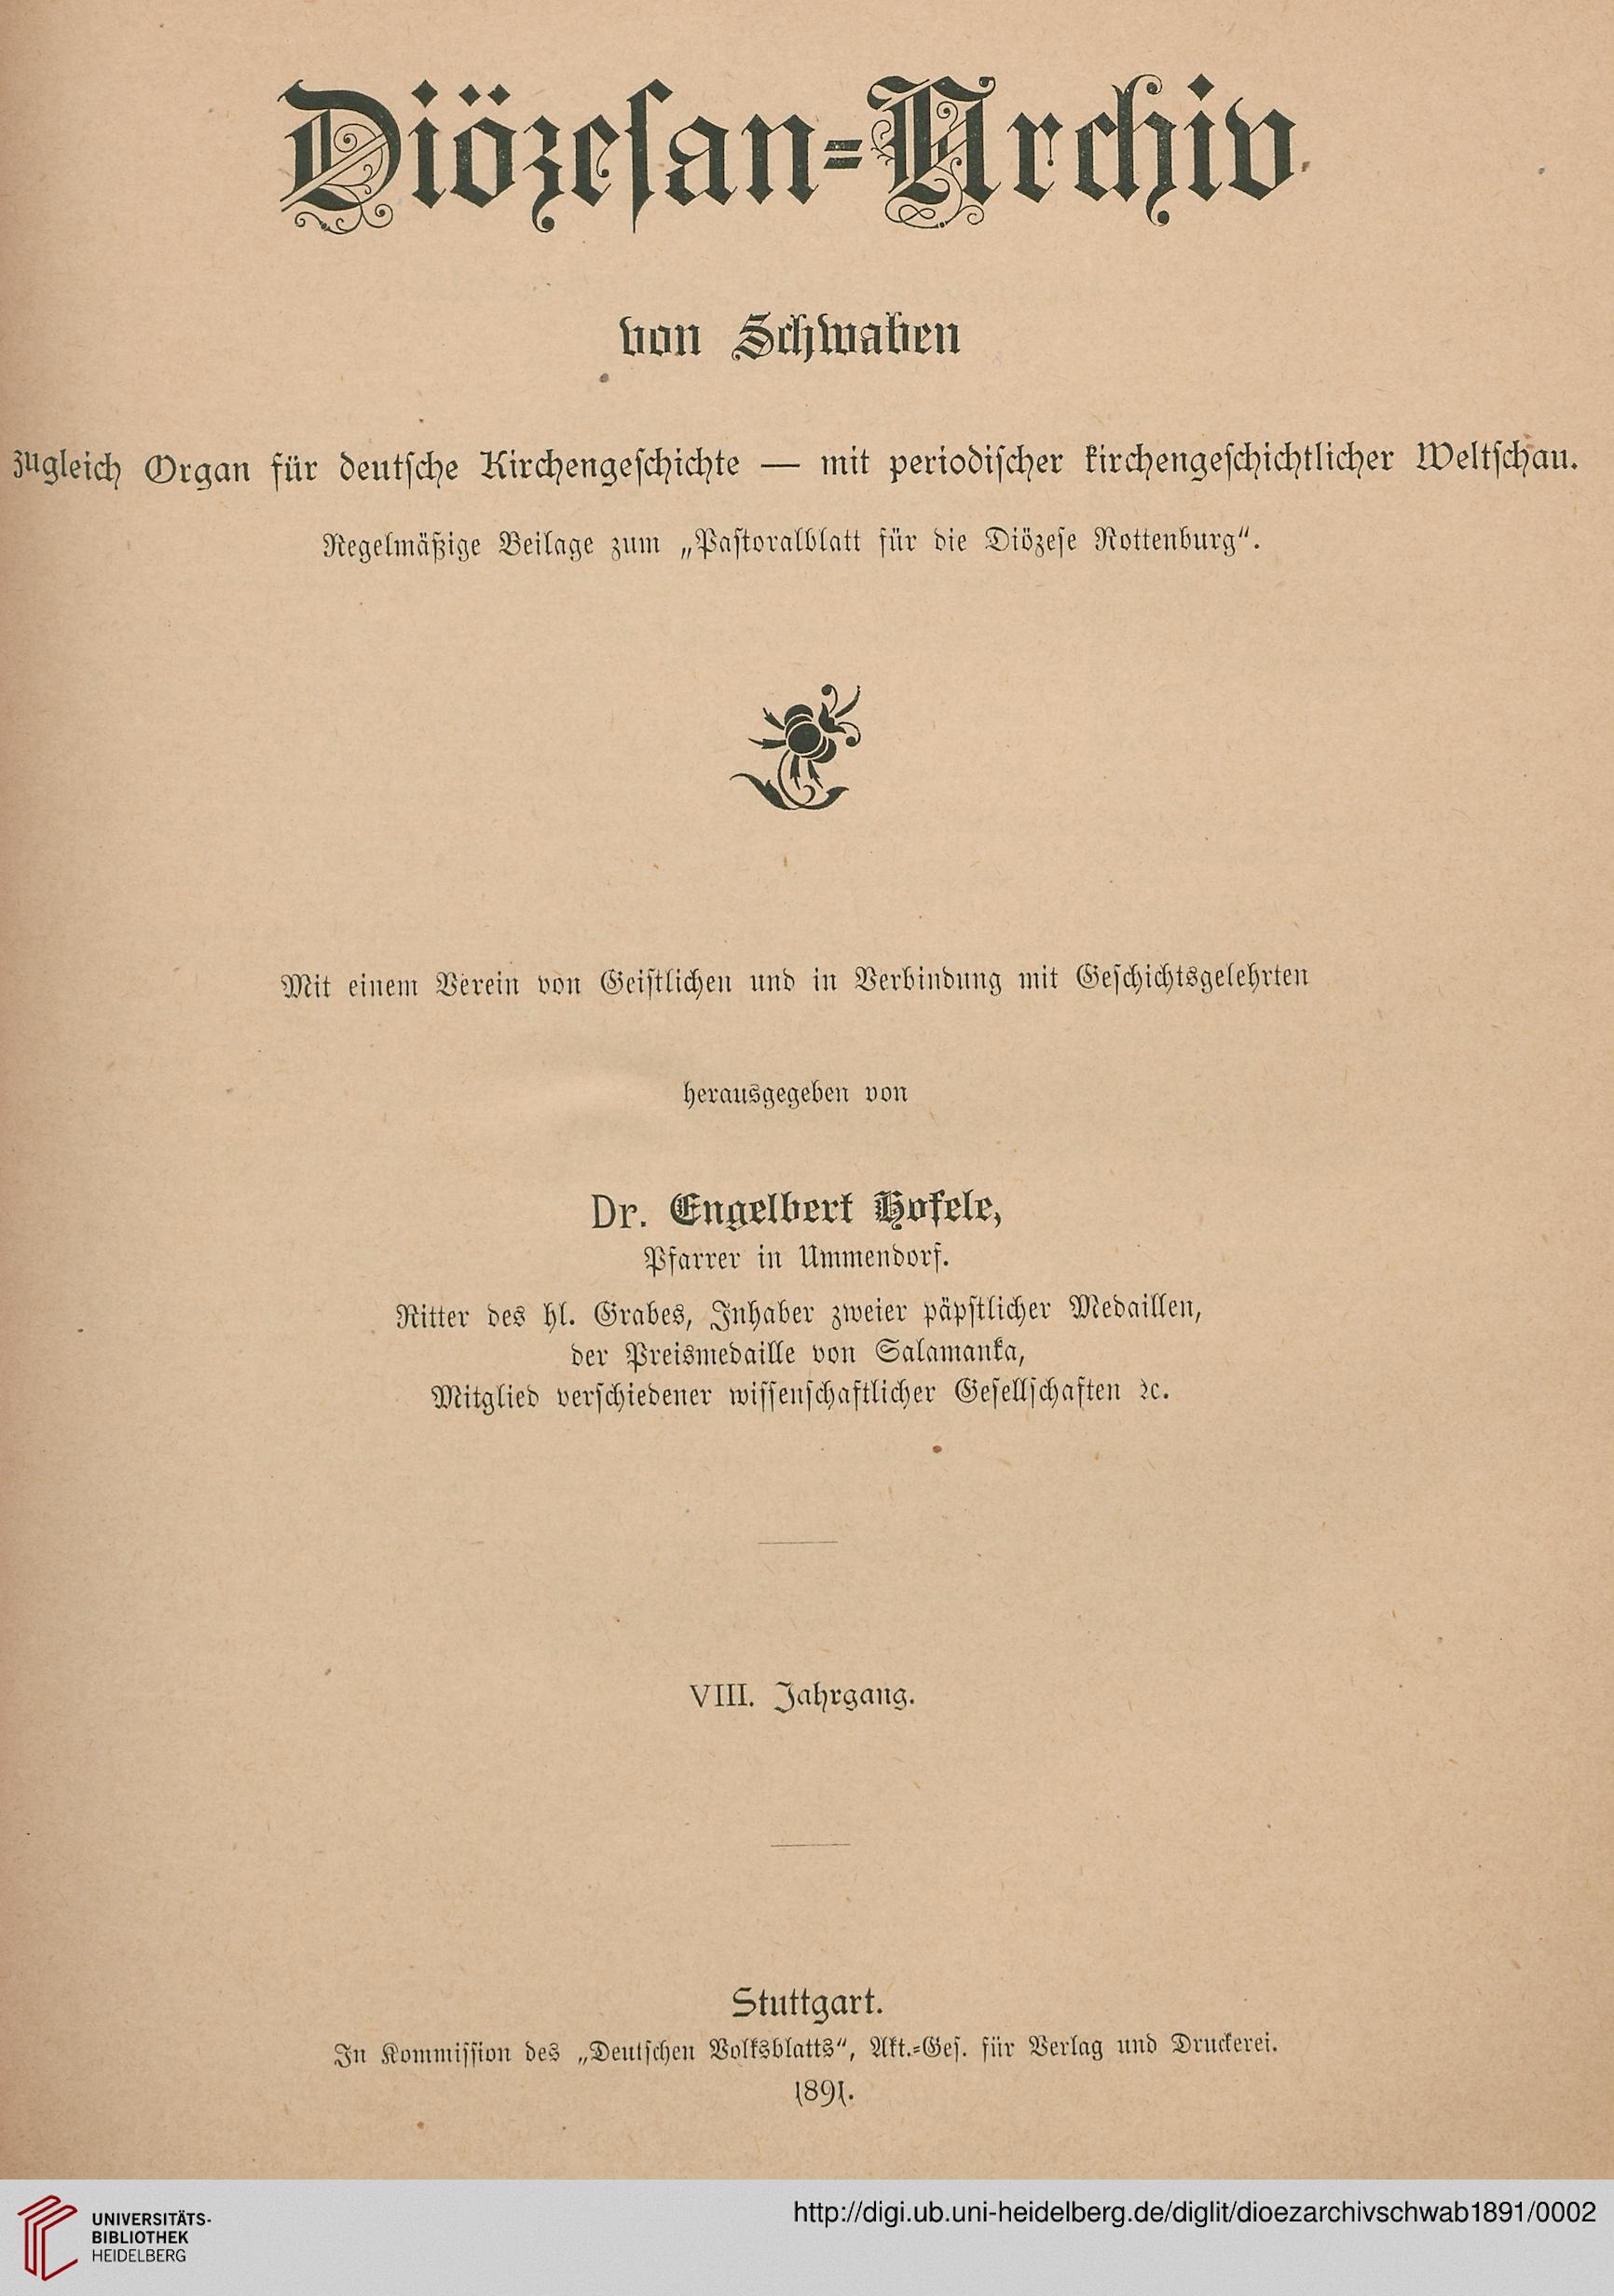 Diözesan-Archiv
von Schwaben
zugleich Organ für deutsche Kirchengeschichte — mit periodischer kirchengeschichtlicher Weltschau.
Regelmäßige Beilage zum „Pastoralblatt für die Diözese Rottenburg“.
Mit einem Verein von Geistlichen und in Verbindung mit Geschichtsgelehrten
herausgegeben von
Dr. Engelbert Hofele,
Pfarrer in Ummendorf.
Ritter des hl. Grabes, Inhaber zweier päpstlicher Medaillen,
der Preismedaille von Salamanka,
Mitglied verschiedener wissenschaftlicher Gesellschaften ꝛc.
VIII. Jahrgang.
Stuttgart.
In Kommission des „Deutschen Volksblatts“, Akt.-Ges. für Verlag und Druckerei.
1891.
UNIVERSITÄTS-
BIBLIOTHEK
HEIDELBERG
http://digi.ub.uni-heidelberg.de/diglit/dioezarchivschwab1891/0002